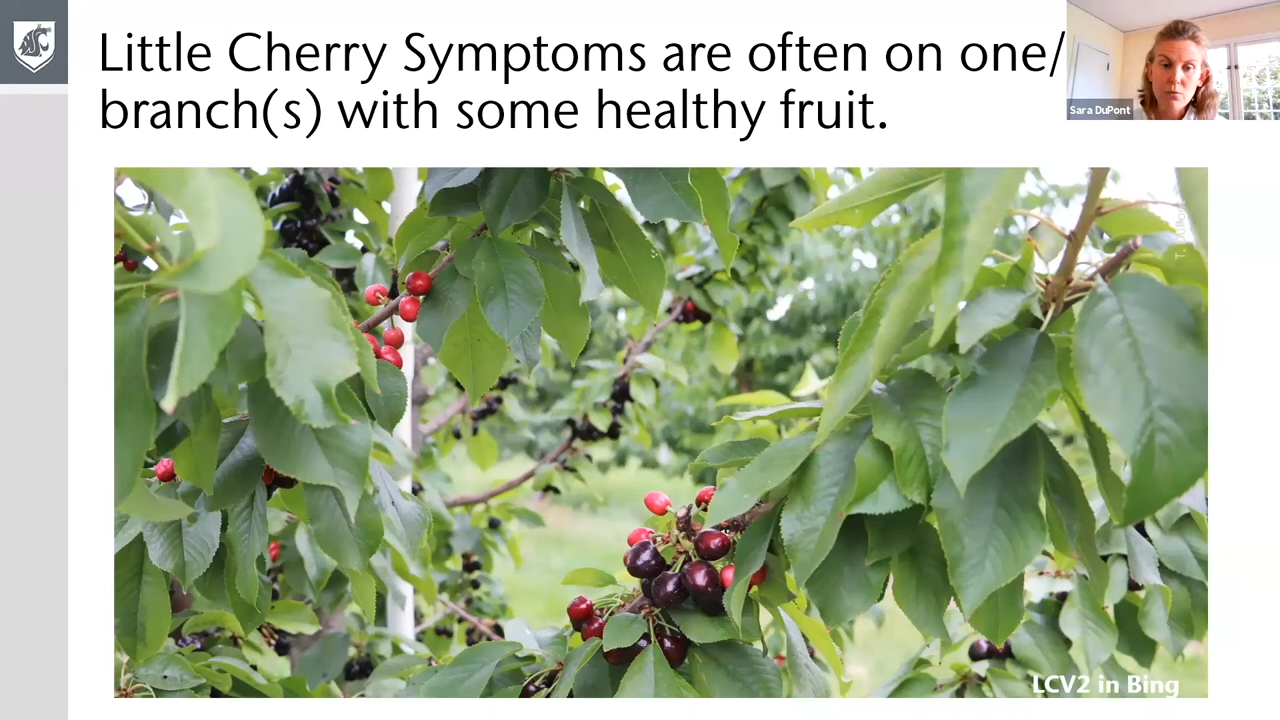 Little Cherry Symptoms are often on one/
branch(s) with some healthy fruit.
Sara DuPont
LCV2 in Bing